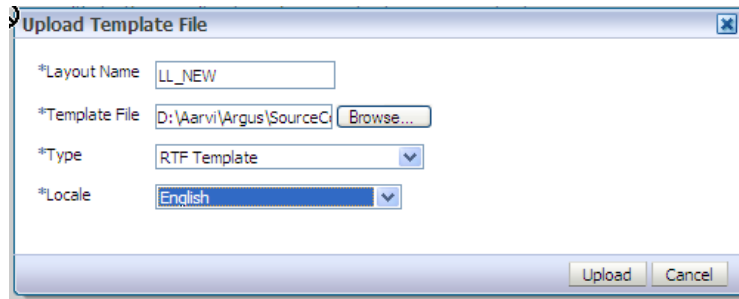 Upload Template File
*Layout Name LL_NEW
*Template File D:\Aarvi\Argus\SourceC Browse...
*Type RTF Template
*Locale English
Upload Cancel